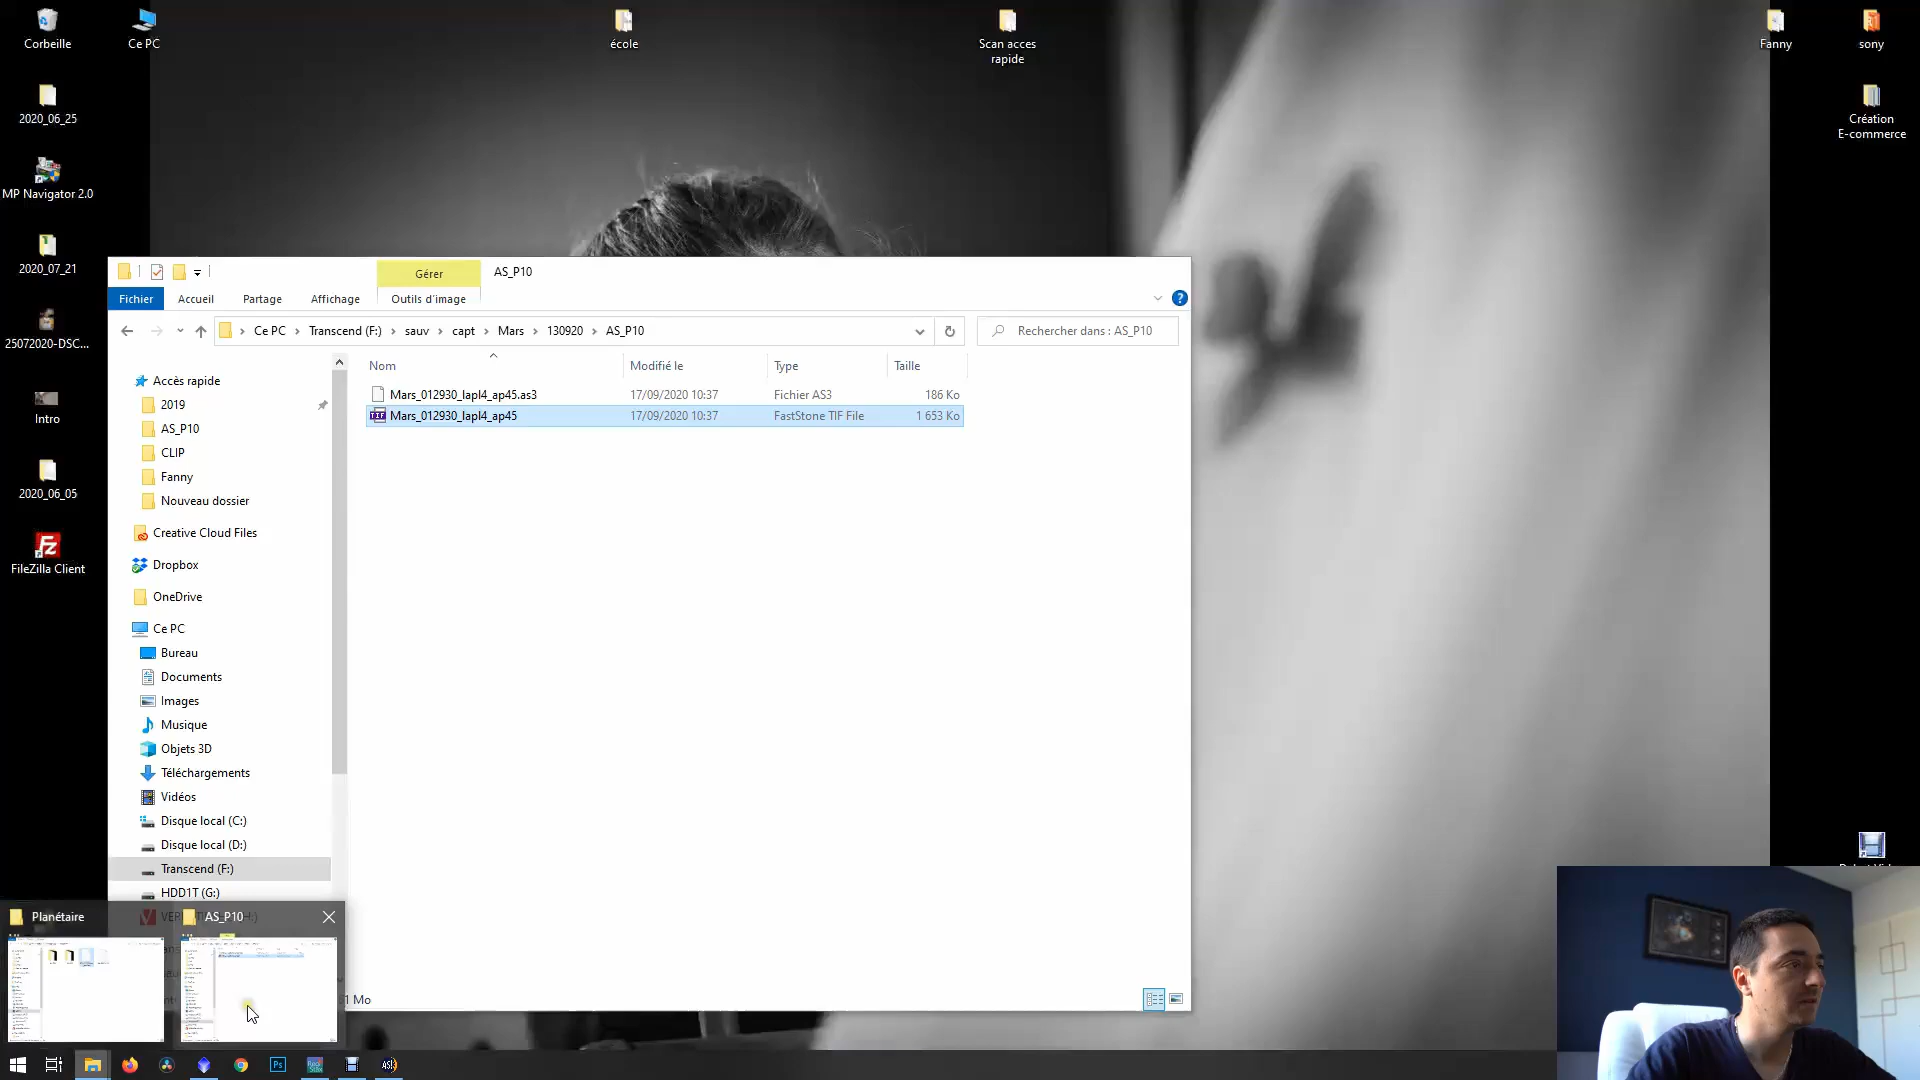 Corbeille
Ce PC
école
Scan acces
rapide
Fanny
sony
2020_06_25
Création
E-commerce
MP Navigator 2.0
2020_07_21
25072020-DSC...
Intro
2020_06_05
FileZilla Client
Gérer
AS_P10
Fichier
Accueil
Partage
Affichage
Outils d'image
Ce PC
Transcend (F:)
sauv
capt
Mars
130920
AS_P10
Rechercher dans : AS_P10
Nom
Modifié le
Type
Taille
Mars_012930_lapl4_ap45.as3
17/09/2020 10:37
Fichier AS3
186 Ko
TIF
Mars_012930_lapl4_ap45
17/09/2020 10:37
FastStone TIF File
1 653 Ko
Accès rapide
2019
AS_P10
CLIP
Fanny
Nouveau dossier
Creative Cloud Files
Dropbox
OneDrive
Ce PC
Bureau
Documents
Images
Musique
Objets 3D
Téléchargements
Vidéos
Disque local (C:)
Disque local (D:)
Transcend (F:)
HDD1T (G:)
Planétaire
AS_P10
Mo
Ps
AS!